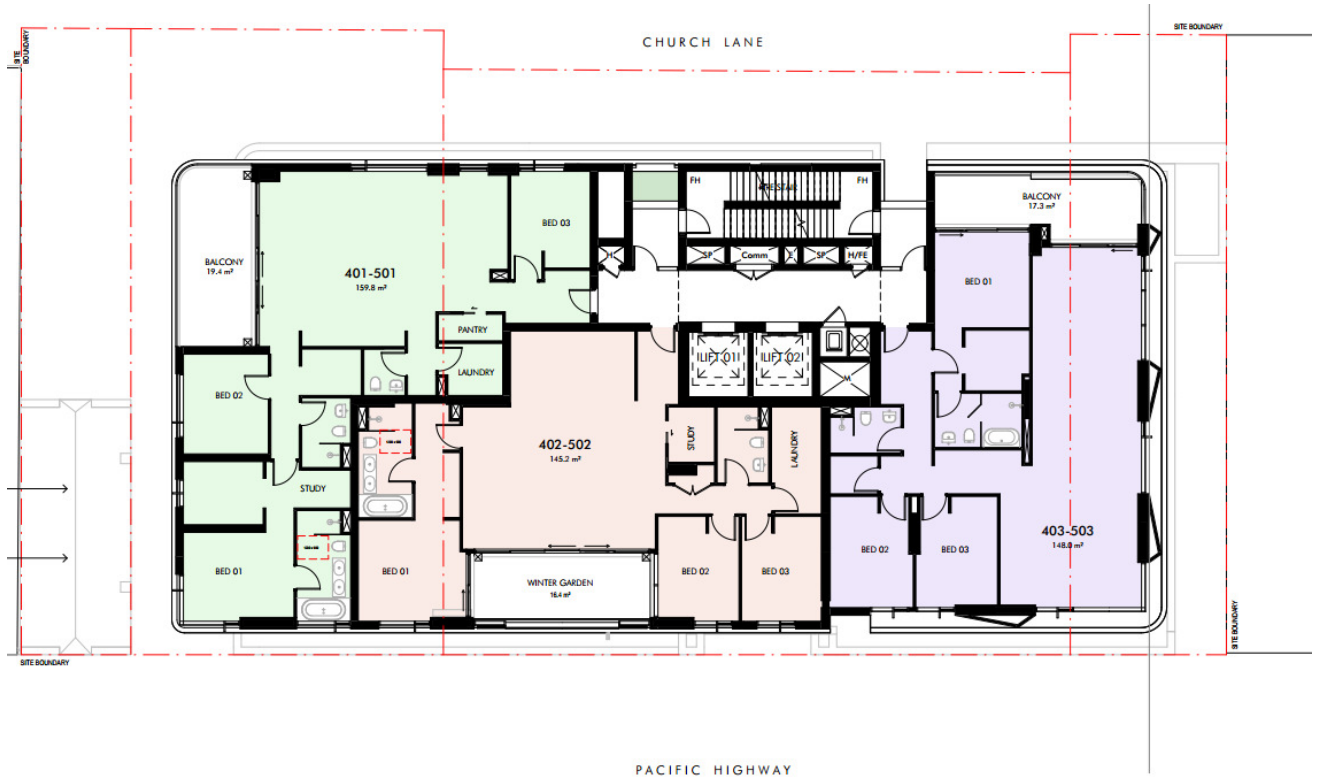 SITE BOUNDARY
CHURCH LANE
SITE
BOUNDARY
FH
FIRE STAIR
FH
BALCONY
17.3 m²
BED 03
BALCONY
19.4 m²
401-501
159.8 m²
H
SP
Comm
E
SP
H/FE
BED 01
PANTRY
LIFT 01
LIFT 02
LAUNDRY
M
BED 02
402-502
145.2 m²
STUDY
LAUNDRY
STUDY
403-503
148.0 m²
BED 01
BED 01
WINTER GARDEN
16.4 m²
BED 02
BED 03
BED 02
BED 03
SITE BOUNDARY
SITE BOUNDARY
PACIFIC HIGHWAY